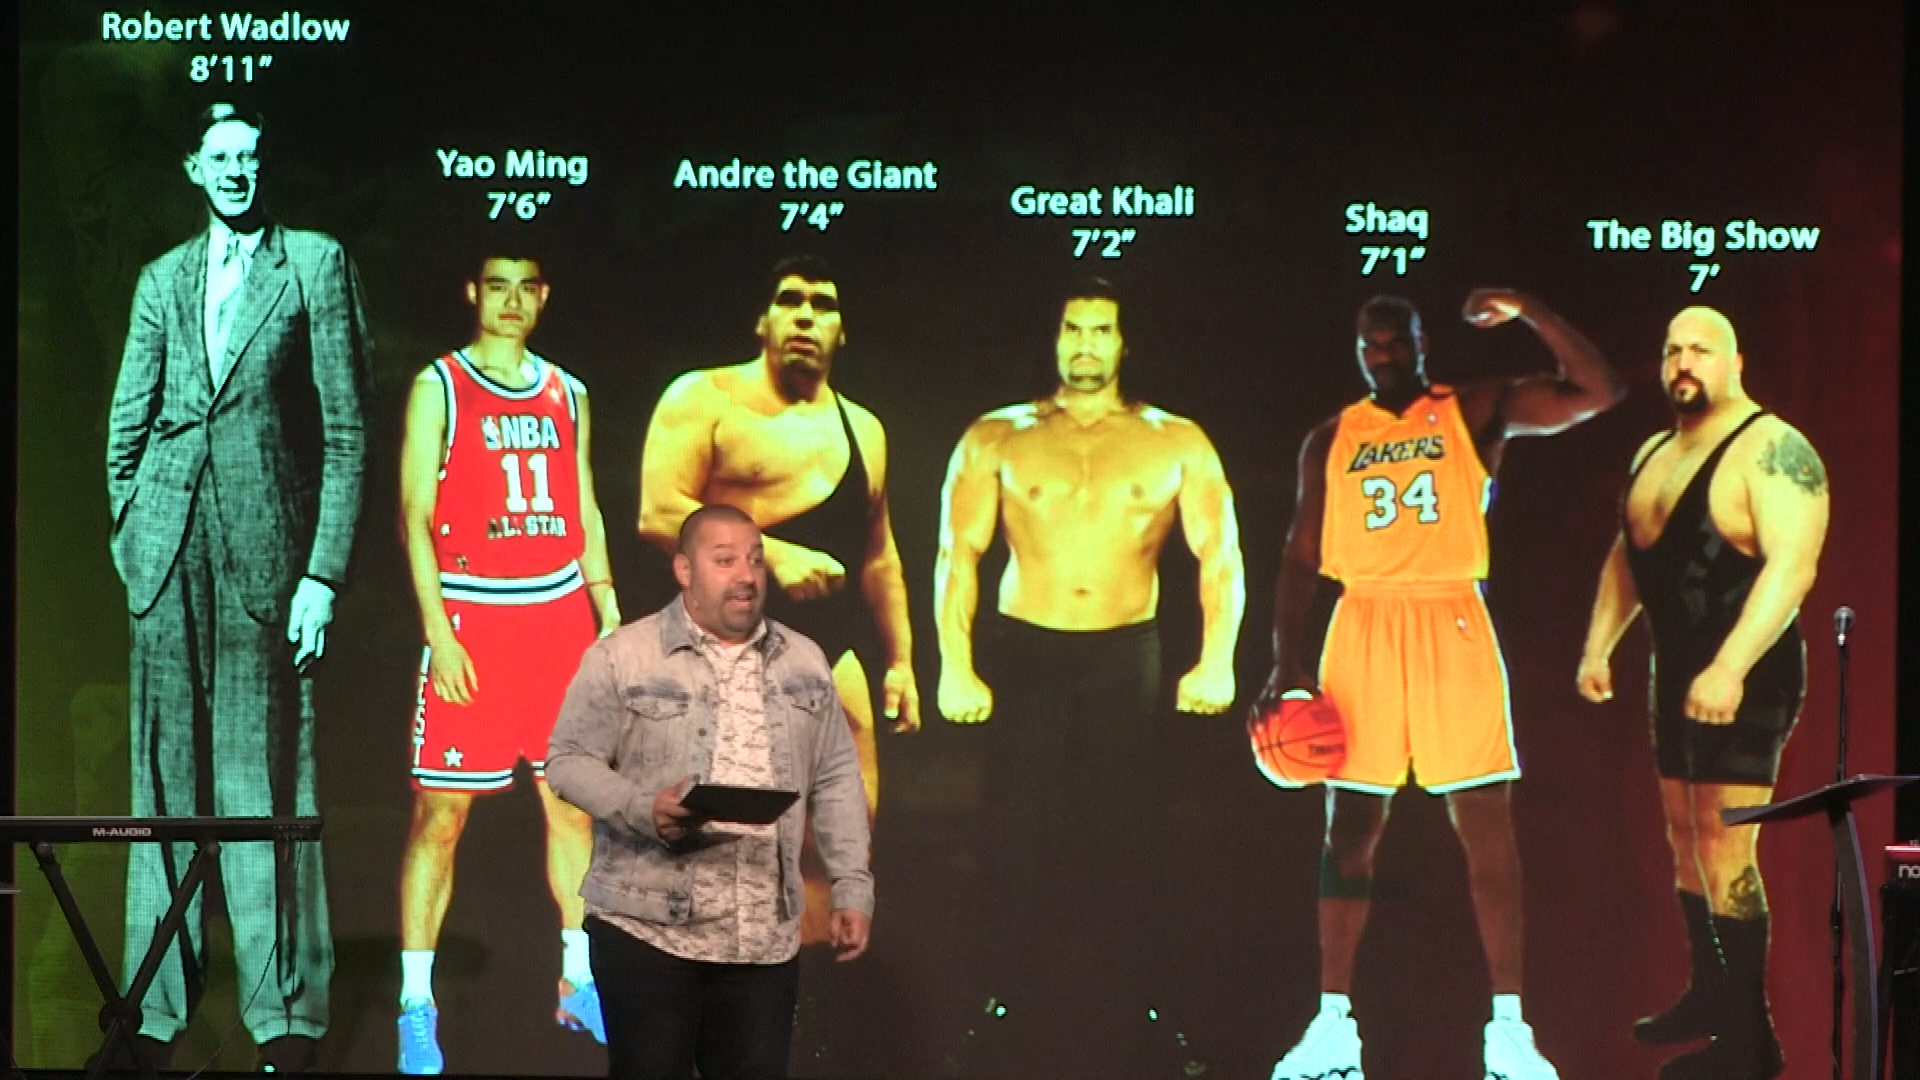 Robert Wadlow
8'11"
Yao Ming
7'6"
Andre the Giant
7'4"
Great Khali
7'2"
Shaq
7'1"
The Big Show
7'
NBA
11
ALL STAR
LAKERS
34
WEST
M-AUDIO